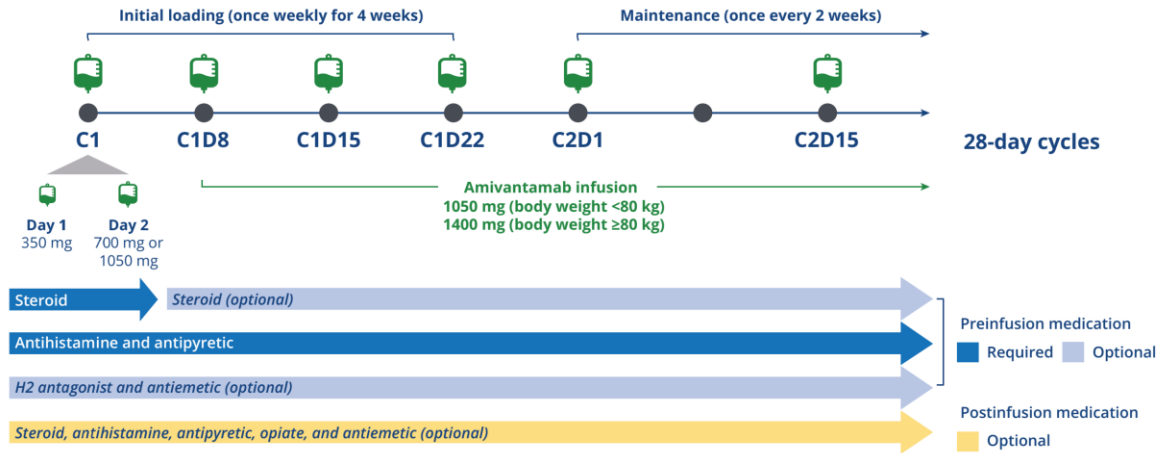 Initial loading (once weekly for 4 weeks)
Maintenance (once every 2 weeks)
C1
C1D8
C1D15
C1D22
C2D1
C2D15
28-day cycles
Amivantamab infusion
1050 mg (body weight <80 kg)
1400 mg (body weight ≥80 kg)
Day 1
350 mg
Day 2
700 mg or
1050 mg
Steroid
Steroid (optional)
Antihistamine and antipyretic
H2 antagonist and antiemetic (optional)
Steroid, antihistamine, antipyretic, opiate, and antiemetic (optional)
Preinfusion medication
Required
Optional
Postinfusion medication
Optional